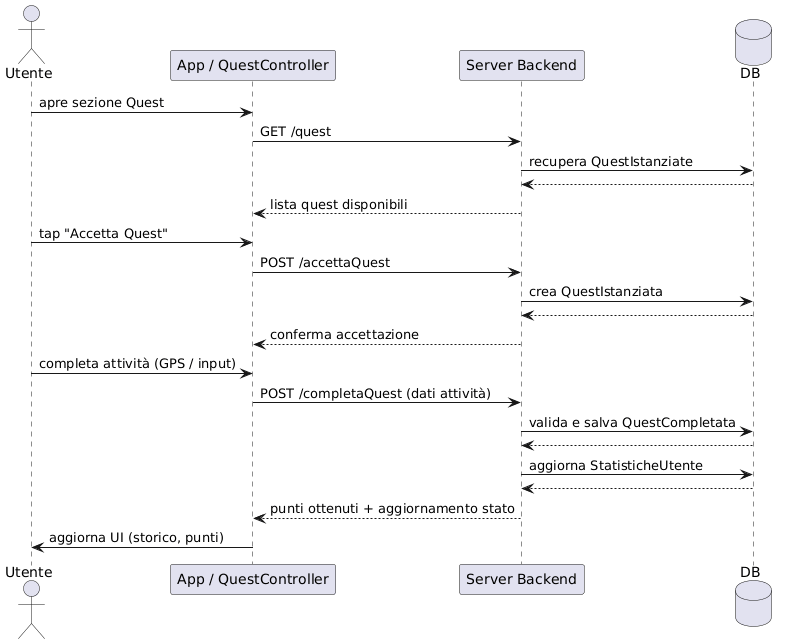 Utente
App / QuestController
Server Backend
DB
apre sezione Quest
GET /quest
recupera QuestIstanziate
lista quest disponibili
tap "Accetta Quest"
POST /accettaQuest
crea QuestIstanziata
conferma accettazione
completa attività (GPS / input)
POST /completaQuest (dati attività)
valida e salva QuestCompletata
aggiorna StatisticheUtente
punti ottenuti + aggiornamento stato
aggiorna UI (storico, punti)
Utente
App / QuestController
Server Backend
DB